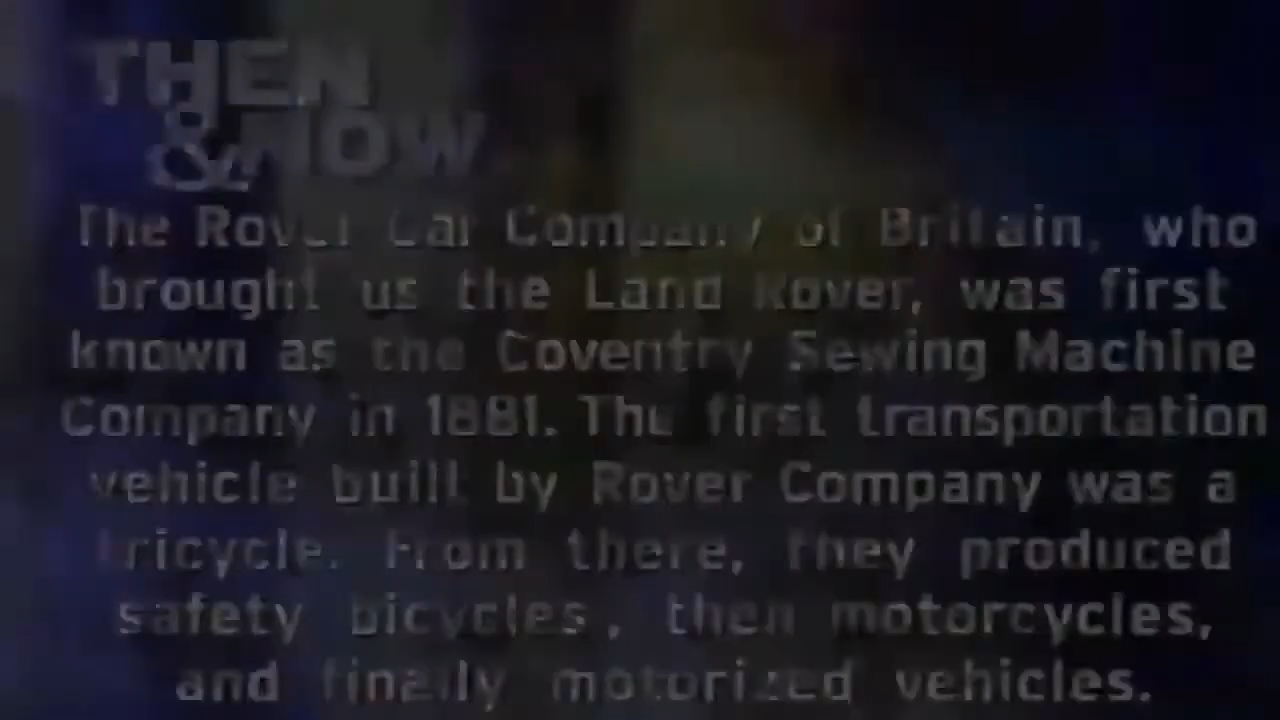 THEN
& NOW
The Rover Car Company of Britain, who
brought us the Land Rover, was first
known as the Coventry Sewing Machine
Company in 1881. The first transportation
vehicle built by Rover Company was a
tricycle. From there, they produced
safety bicycles, then motorcycles,
and finally motorized vehicles.